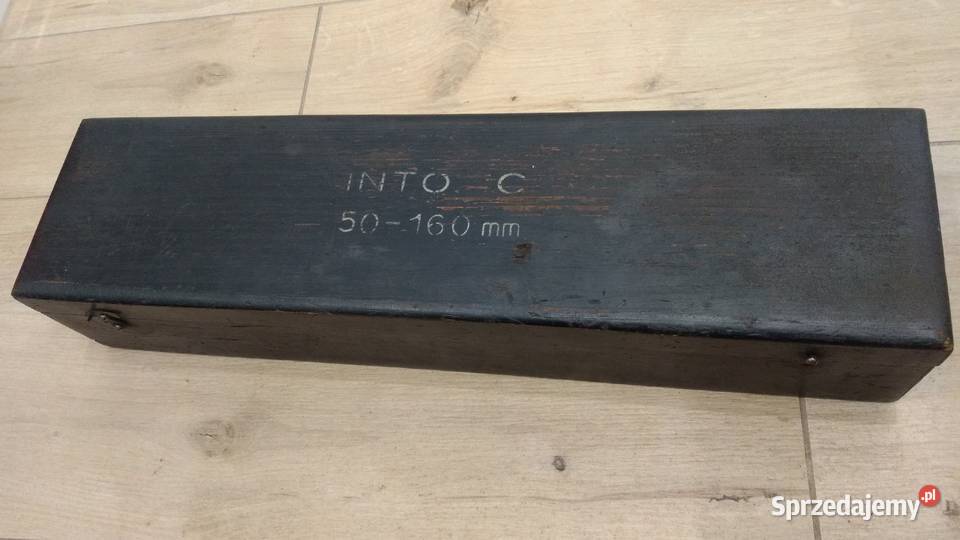 INTO C
50-160 mm
Sprzedajemy.pl